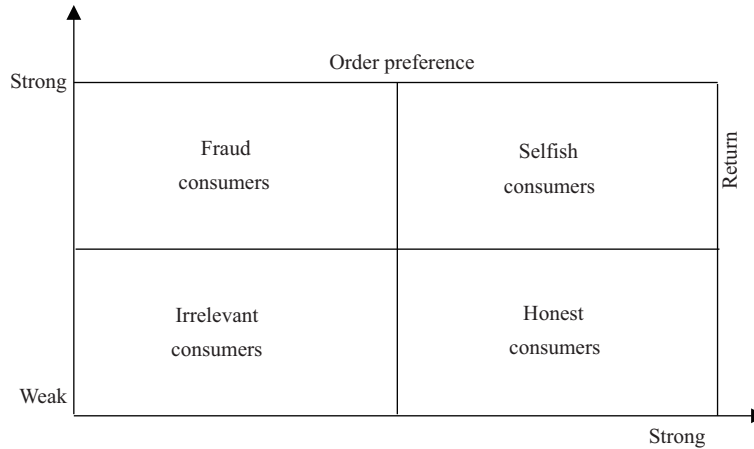 Order preference
Strong
Fraud
consumers
Selfish
consumers
Return
Irrelevant
consumers
Honest
consumers
Weak
Strong